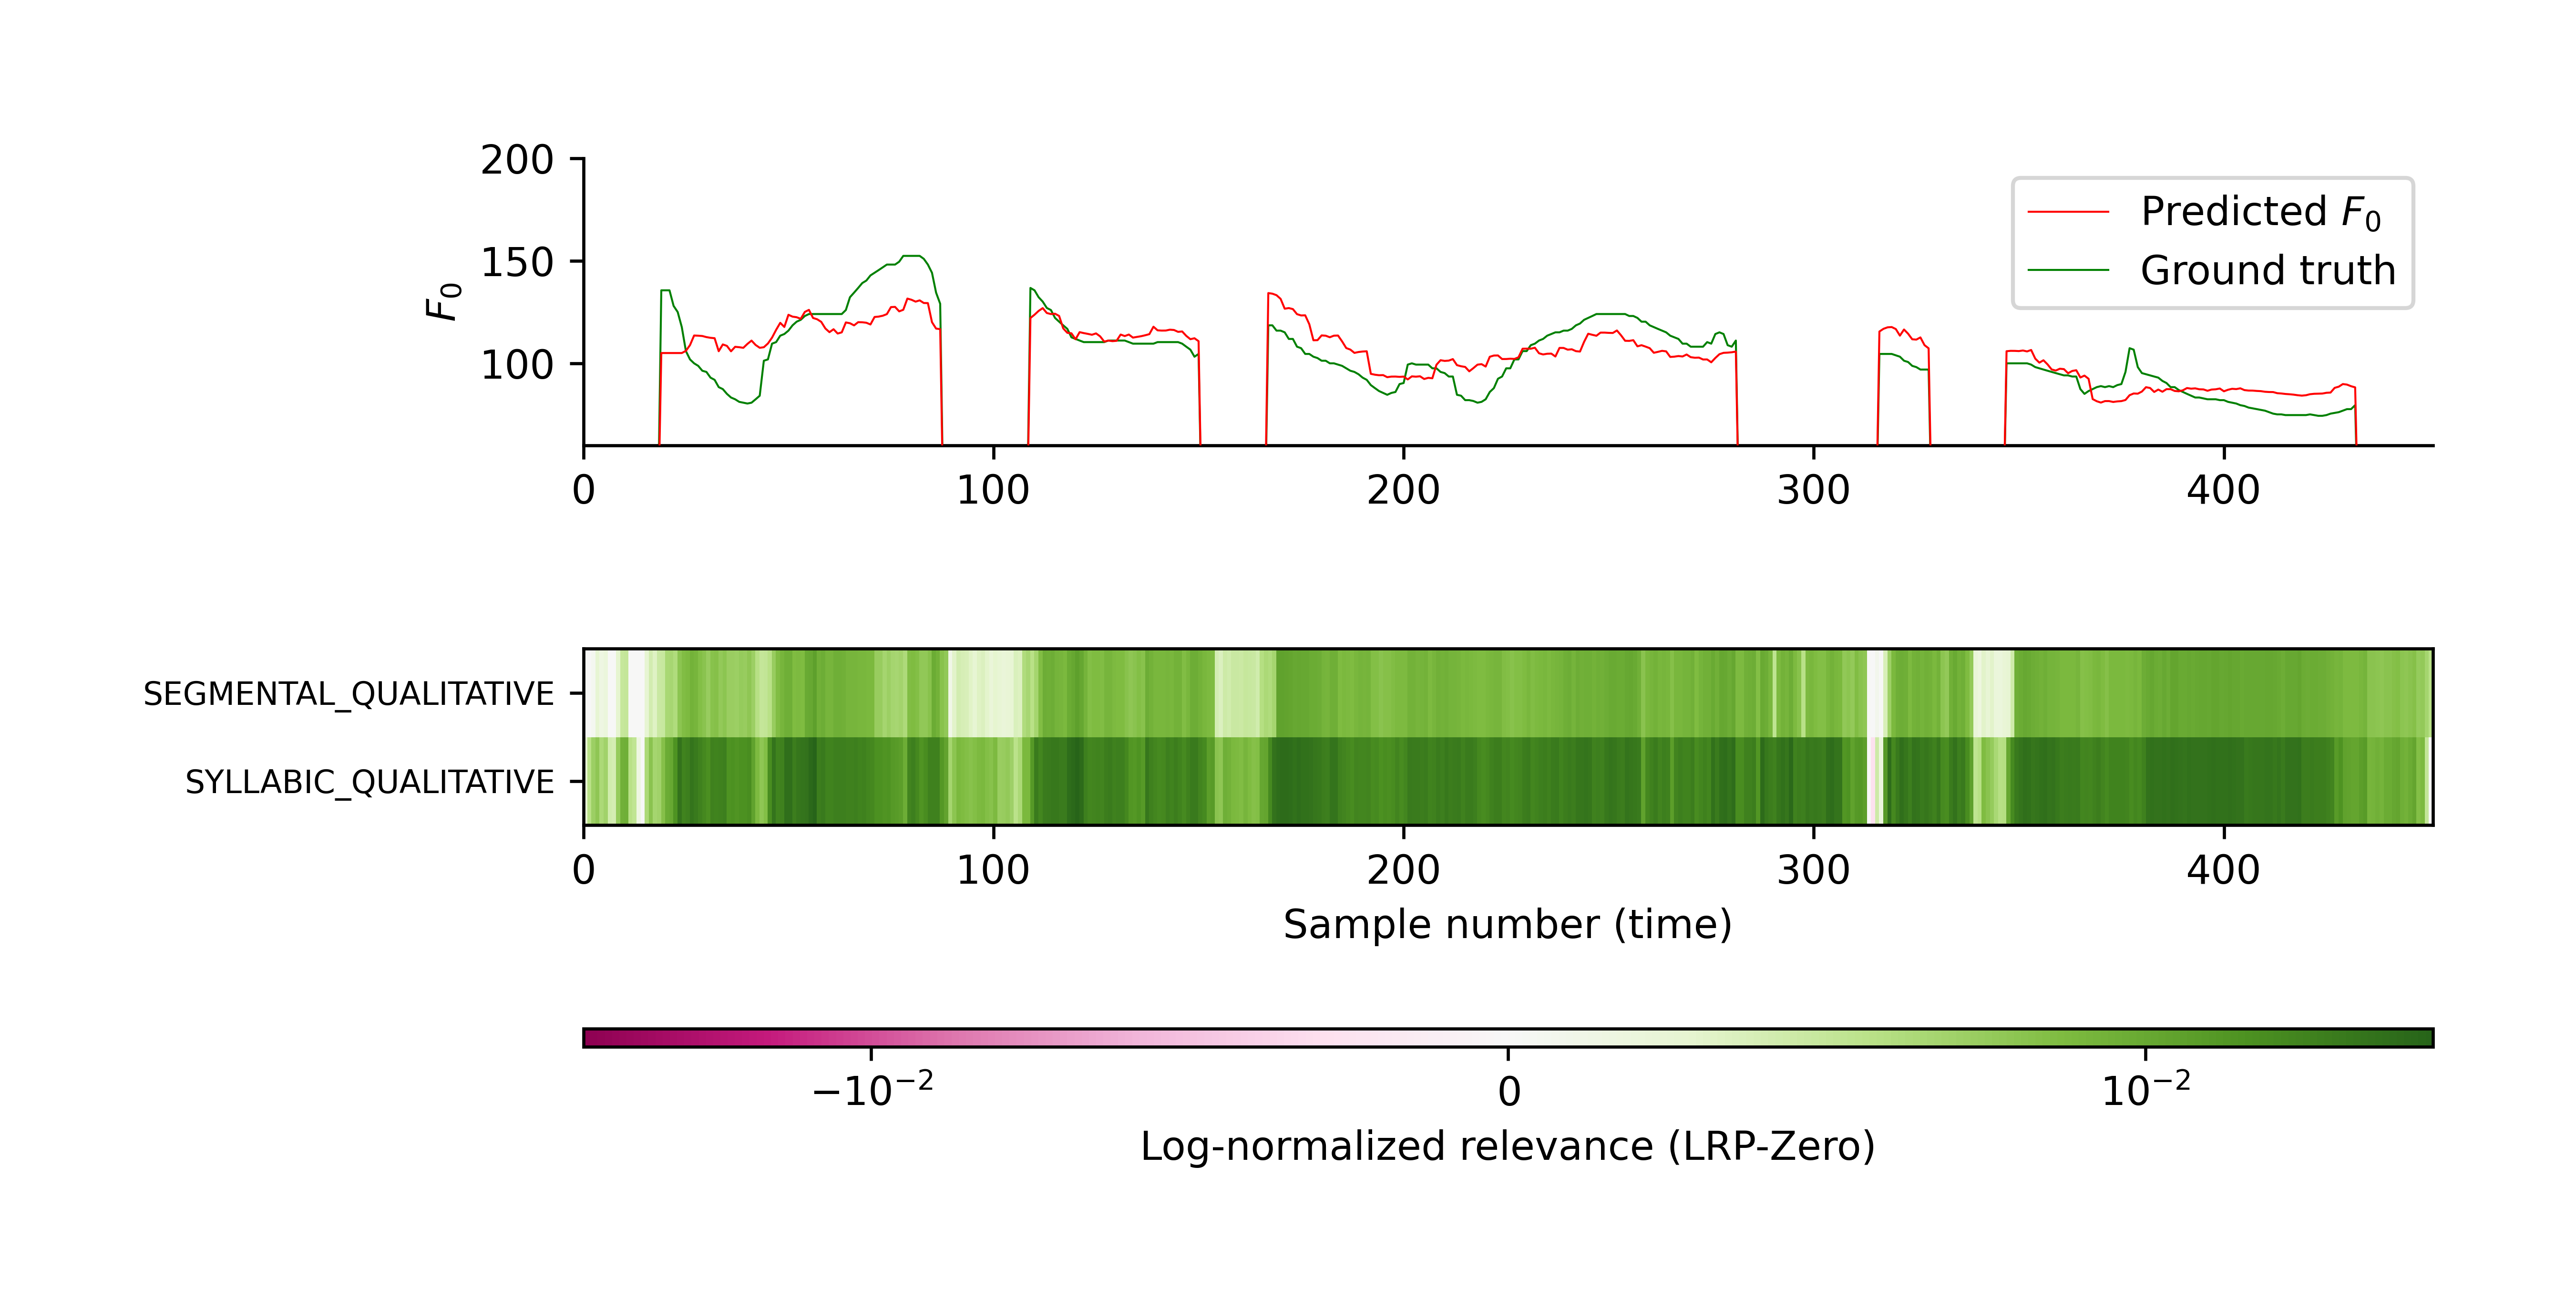 200
150
100
F₀
Predicted F₀
Ground truth
0 100 200 300 400
SEGMENTAL_QUALITATIVE
SYLLABIC_QUALITATIVE
0 100 200 300 400
Sample number (time)
−10⁻² 0 10⁻²
Log-normalized relevance (LRP-Zero)